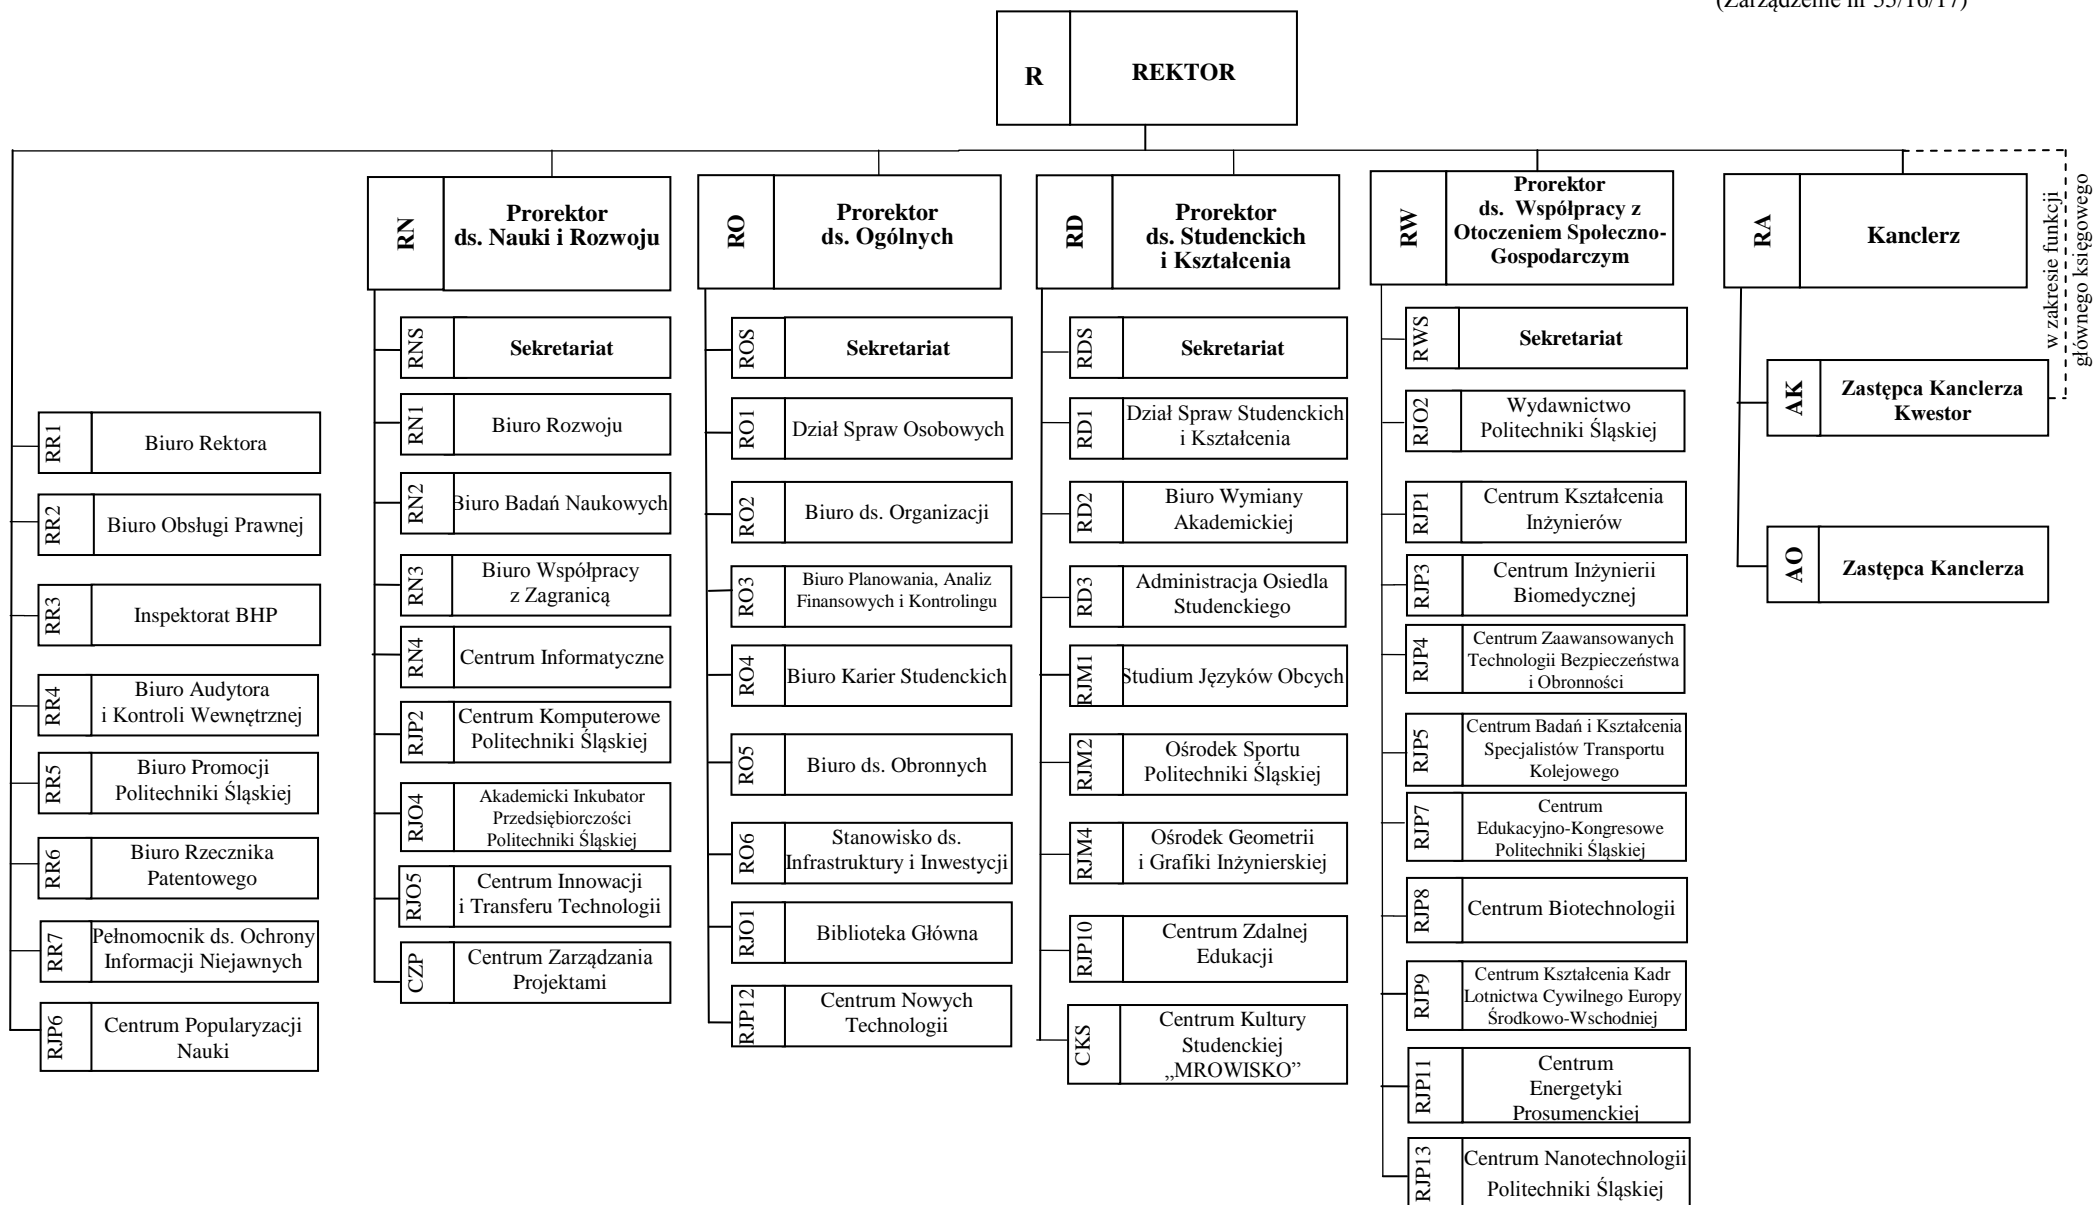 (Zarządzenie nr 55/16/17)
R
REKTOR
RN
Prorektor
ds. Nauki i Rozwoju
RO
Prorektor
ds. Ogólnych
RD
Prorektor
ds. Studenckich
i Kształcenia
RW
Prorektor
ds. Współpracy z
Otoczeniem Społeczno-
Gospodarczym
RA
Kanclerz
w zakresie funkcji
głównego księgowego
RR1
Biuro Rektora
RR2
Biuro Obsługi Prawnej
RR3
Inspektorat BHP
RR4
Biuro Audytora
i Kontroli Wewnętrznej
RR5
Biuro Promocji
Politechniki Śląskiej
RR6
Biuro Rzecznika
Patentowego
RR7
Pełnomocnik ds. Ochrony
Informacji Niejawnych
RJP6
Centrum Popularyzacji
Nauki
RNS
Sekretariat
RN1
Biuro Rozwoju
RN2
Biuro Badań Naukowych
RN3
Biuro Współpracy
z Zagranicą
RN4
Centrum Informatyczne
RJP2
Centrum Komputerowe
Politechniki Śląskiej
RJO4
Akademicki Inkubator
Przedsiębiorczości
Politechniki Śląskiej
RJO5
Centrum Innowacji
i Transferu Technologii
CZP
Centrum Zarządzania
Projektami
ROS
Sekretariat
RO1
Dział Spraw Osobowych
RO2
Biuro ds. Organizacji
RO3
Biuro Planowania, Analiz
Finansowych i Kontrolingu
RO4
Biuro Karier Studenckich
RO5
Biuro ds. Obronnych
RO6
Stanowisko ds.
Infrastruktury i Inwestycji
RJO1
Biblioteka Główna
RJP12
Centrum Nowych
Technologii
RDS
Sekretariat
RD1
Dział Spraw Studenckich
i Kształcenia
RD2
Biuro Wymiany
Akademickiej
RD3
Administracja Osiedla
Studenckiego
RJM1
Studium Języków Obcych
RJM2
Ośrodek Sportu
Politechniki Śląskiej
RJM4
Ośrodek Geometrii
i Grafiki Inżynierskiej
RJP10
Centrum Zdalnej
Edukacji
CKS
Centrum Kultury
Studenckiej
„MROWISKO”
RWS
Sekretariat
RJO2
Wydawnictwo
Politechniki Śląskiej
RJP1
Centrum Kształcenia
Inżynierów
RJP3
Centrum Inżynierii
Biomedycznej
RJP4
Centrum Zaawansowanych
Technologii Bezpieczeństwa
i Obronności
RJP5
Centrum Badań i Kształcenia
Specjalistów Transportu
Kolejowego
RJP7
Centrum
Edukacyjno-Kongresowe
Politechniki Śląskiej
RJP8
Centrum Biotechnologii
RJP9
Centrum Kształcenia Kadr
Lotnictwa Cywilnego Europy
Środkowo-Wschodniej
RJP11
Centrum
Energetyki
Prosumenckiej
RJP13
Centrum Nanotechnologii
Politechniki Śląskiej
AK
Zastępca Kanclerza
Kwestor
AO
Zastępca Kanclerza